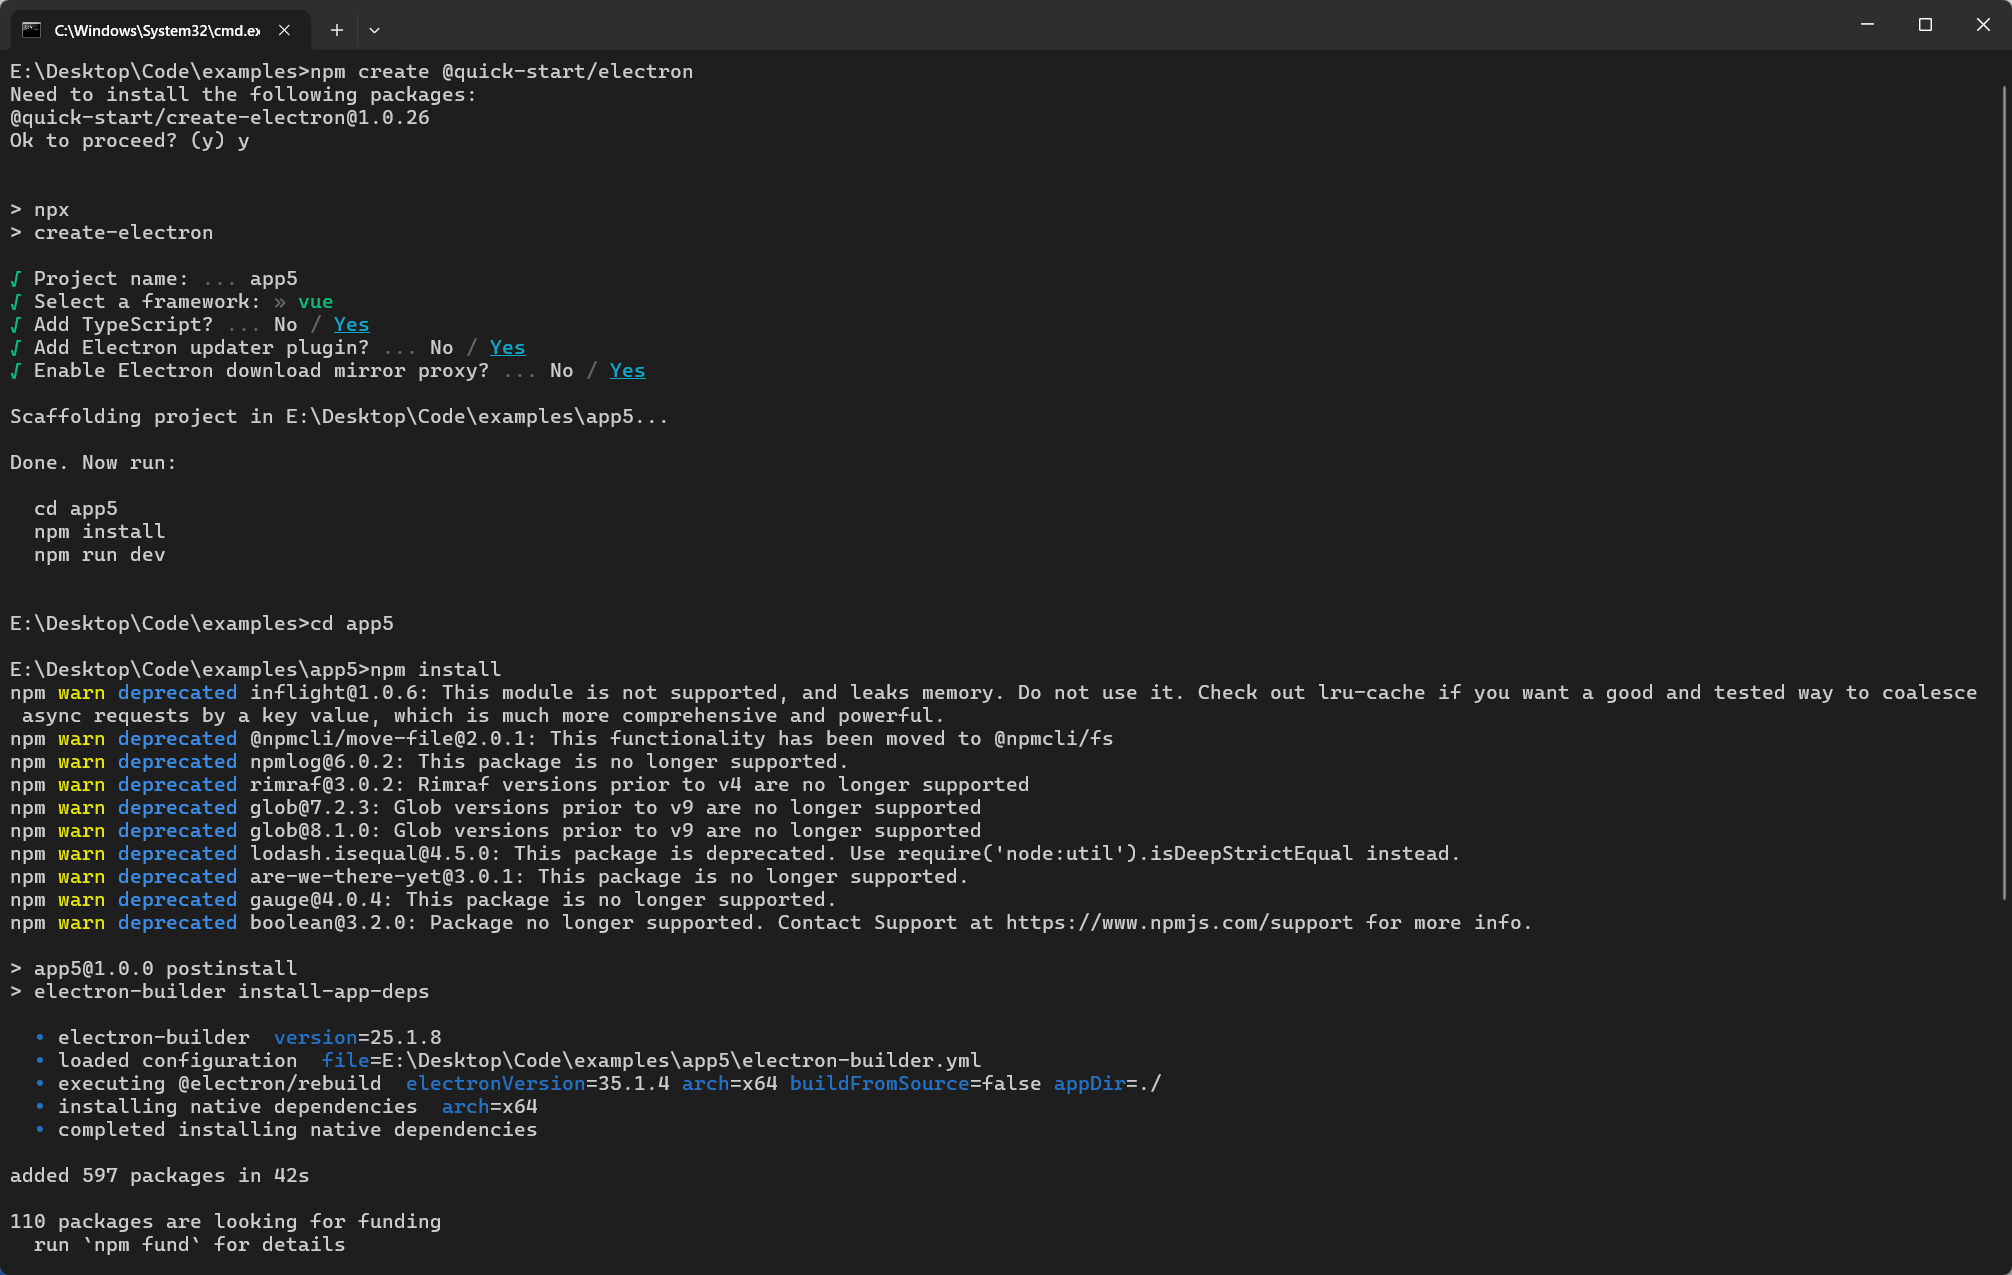 C:\Windows\System32\cmd.ex
E:\Desktop\Code\examples>npm create @quick-start/electron
Need to install the following packages:
@quick-start/create-electron@1.0.26
Ok to proceed? (y) y
> npx
> create-electron
√ Project name: ... app5
√ Select a framework: » vue
√ Add TypeScript? ... No / Yes
√ Add Electron updater plugin? ... No / Yes
√ Enable Electron download mirror proxy? ... No / Yes
Scaffolding project in E:\Desktop\Code\examples\app5...
Done. Now run:
cd app5
npm install
npm run dev
E:\Desktop\Code\examples>cd app5
E:\Desktop\Code\examples\app5>npm install
npm warn deprecated inflight@1.0.6: This module is not supported, and leaks memory. Do not use it. Check out lru-cache if you want a good and tested way to coalesce
async requests by a key value, which is much more comprehensive and powerful.
npm warn deprecated @npmcli/move-file@2.0.1: This functionality has been moved to @npmcli/fs
npm warn deprecated npmlog@6.0.2: This package is no longer supported.
npm warn deprecated rimraf@3.0.2: Rimraf versions prior to v4 are no longer supported
npm warn deprecated glob@7.2.3: Glob versions prior to v9 are no longer supported
npm warn deprecated glob@8.1.0: Glob versions prior to v9 are no longer supported
npm warn deprecated lodash.isequal@4.5.0: This package is deprecated. Use require('node:util').isDeepStrictEqual instead.
npm warn deprecated are-we-there-yet@3.0.1: This package is no longer supported.
npm warn deprecated gauge@4.0.4: This package is no longer supported.
npm warn deprecated boolean@3.2.0: Package no longer supported. Contact Support at https://www.npmjs.com/support for more info.
> app5@1.0.0 postinstall
> electron-builder install-app-deps
• electron-builder  version=25.1.8
• loaded configuration  file=E:\Desktop\Code\examples\app5\electron-builder.yml
• executing @electron/rebuild  electronVersion=35.1.4 arch=x64 buildFromSource=false appDir=./
• installing native dependencies  arch=x64
• completed installing native dependencies
added 597 packages in 42s
110 packages are looking for funding
run `npm fund` for details